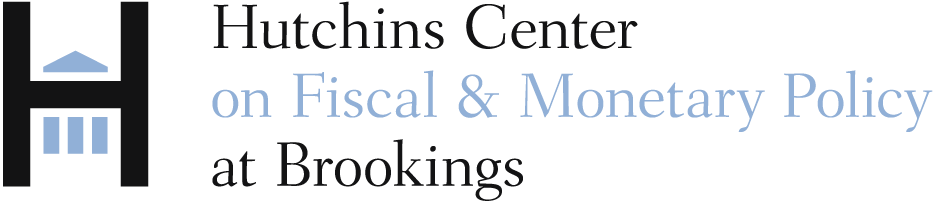 Hutchins Center
on Fiscal & Monetary Policy
at Brookings